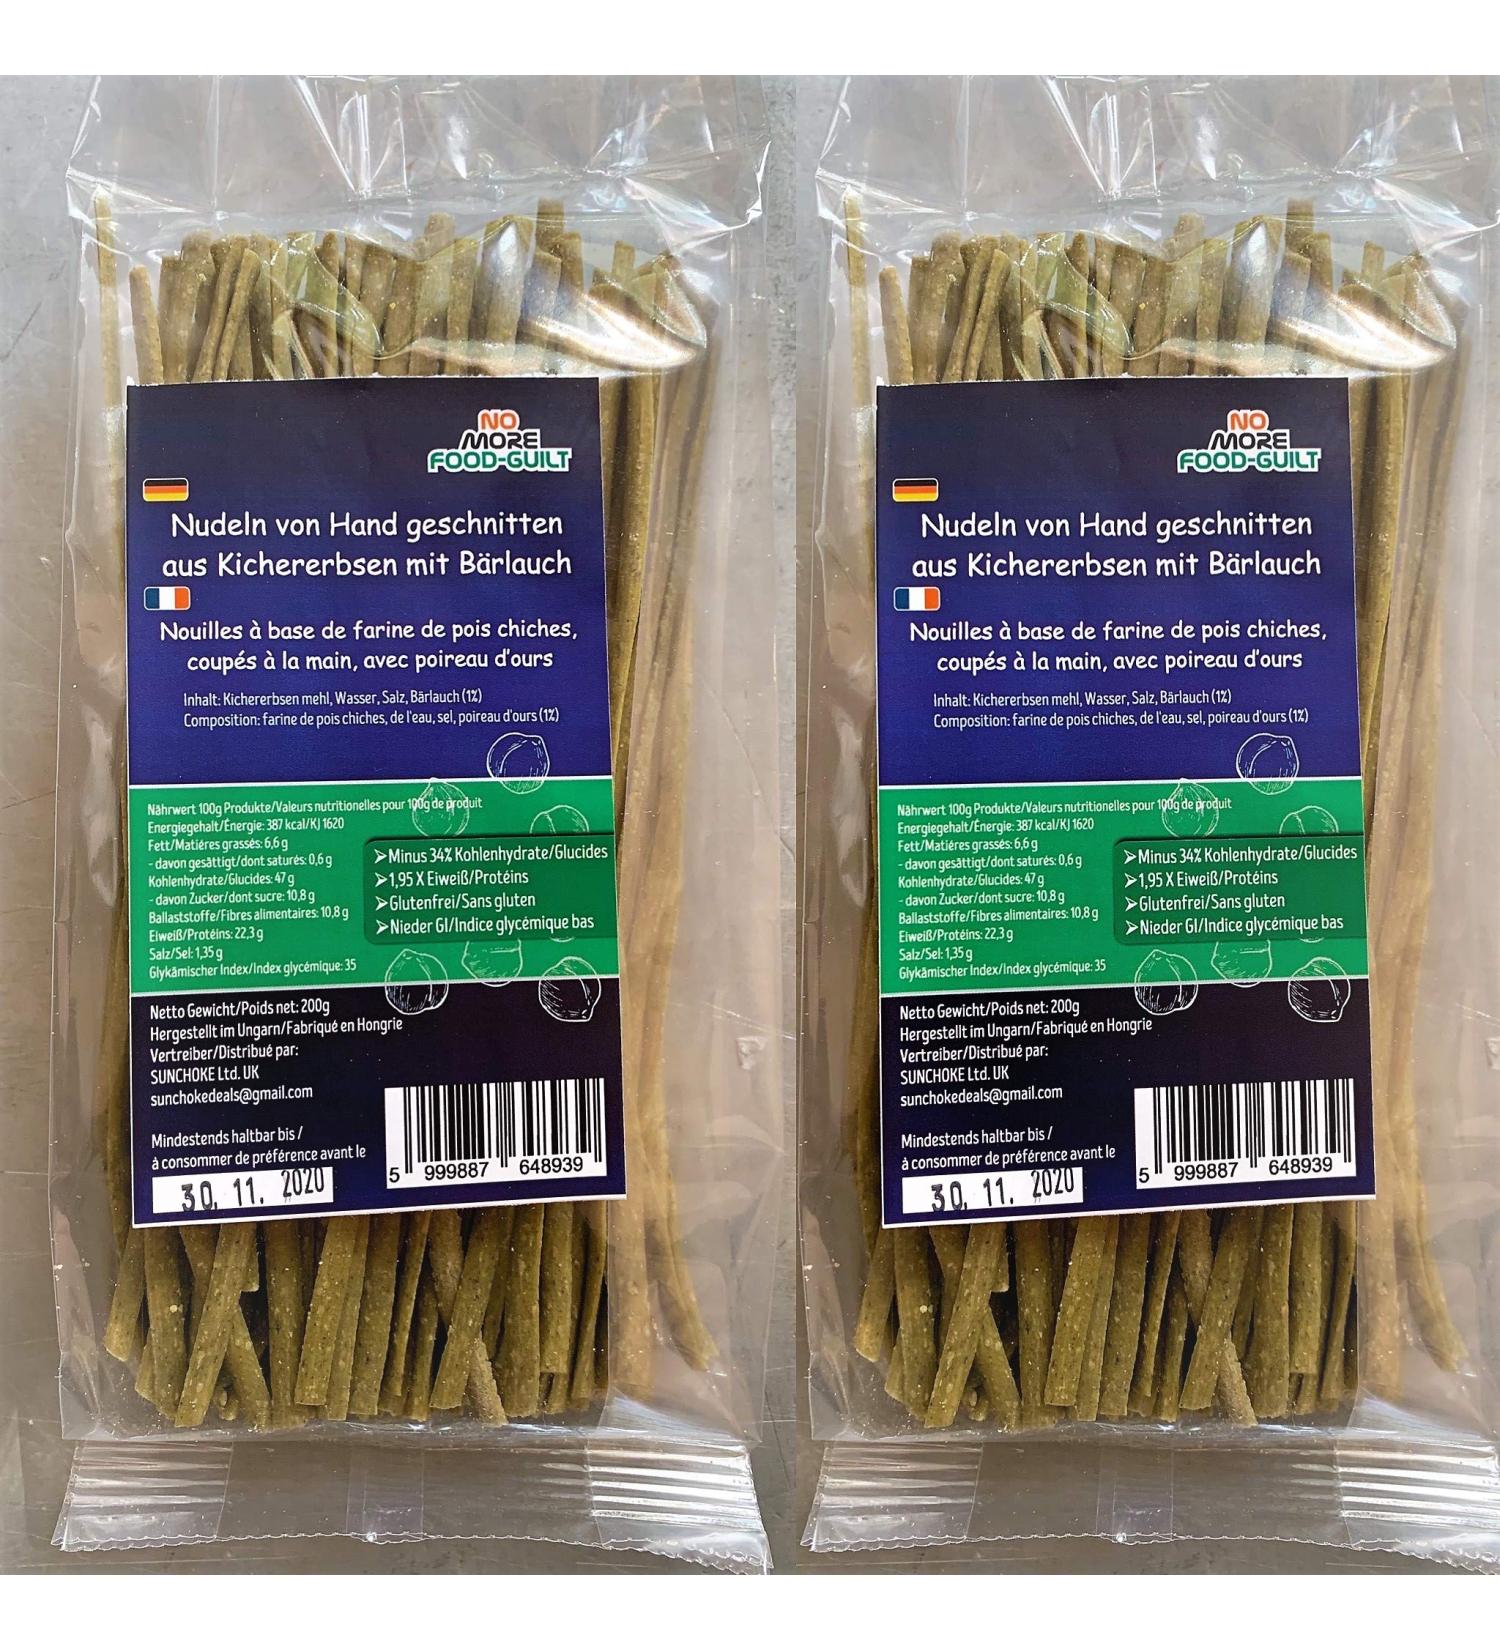 NO
MORE
FOOD-GUILT
Nudeln von Hand geschnitten
aus Kichererbsen mit Bärlauch
Nouilles à base de farine de pois chiches,
coupés à la main, avec poireau d'ours
Inhalt: Kichererbsen mehl, Wasser, Salz, Bärlauch (1%)
Composition: farine de pois chiches, de l'eau, sel, poireau d'ours (1%)
Nährwert 100g Produkte/Valeurs nutritionelles pour 100g de produit
Energiegehalt/Énergie: 387 kcal/KJ 1620
Fett/Matiéres grassés: 6,6 g
- davon gesättigt/dont saturés: 0,6 g
Kohlenhydrate/Glucides: 47 g
- davon Zucker/dont sucre: 10,8 g
Ballaststoffe/Fibres alimentaires: 10,8 g
Eiweiß/Protéins: 22,3 g
Salz/Sel: 1,35 g
Glykämischer Index/Index glycémique: 35
➢Minus 34% Kohlenhydrate/Glucides
➢1,95 X Eiweiß/Protéins
➢Glutenfrei/Sans gluten
➢Nieder GI/Indice glycémique bas
Netto Gewicht/Poids net: 200g
Hergestellt im Ungarn/Fabriqué en Hongrie
Vertreiber/Distribué par:
SUNCHOKE Ltd. UK
sunchokedeals@gmail.com
Mindestends haltbar bis /
à consommer de préférence avant le
30. 11. 2020
5 999887 648939
NO
MORE
FOOD-GUILT
Nudeln von Hand geschnitten
aus Kichererbsen mit Bärlauch
Nouilles à base de farine de pois chiches,
coupés à la main, avec poireau d'ours
Inhalt: Kichererbsen mehl, Wasser, Salz, Bärlauch (1%)
Composition: farine de pois chiches, de l'eau, sel, poireau d'ours (1%)
Nährwert 100g Produkte/Valeurs nutritionelles pour 100g de produit
Energiegehalt/Énergie: 387 kcal/KJ 1620
Fett/Matiéres grassés: 6,6 g
- davon gesättigt/dont saturés: 0,6 g
Kohlenhydrate/Glucides: 47 g
- davon Zucker/dont sucre: 10,8 g
Ballaststoffe/Fibres alimentaires: 10,8 g
Eiweiß/Protéins: 22,3 g
Salz/Sel: 1,35 g
Glykämischer Index/Index glycémique: 35
➢Minus 34% Kohlenhydrate/Glucides
➢1,95 X Eiweiß/Protéins
➢Glutenfrei/Sans gluten
➢Nieder GI/Indice glycémique bas
Netto Gewicht/Poids net: 200g
Hergestellt im Ungarn/Fabriqué en Hongrie
Vertreiber/Distribué par:
SUNCHOKE Ltd. UK
sunchokedeals@gmail.com
Mindestends haltbar bis /
à consommer de préférence avant le
30. 11. 2020
5 999887 648939